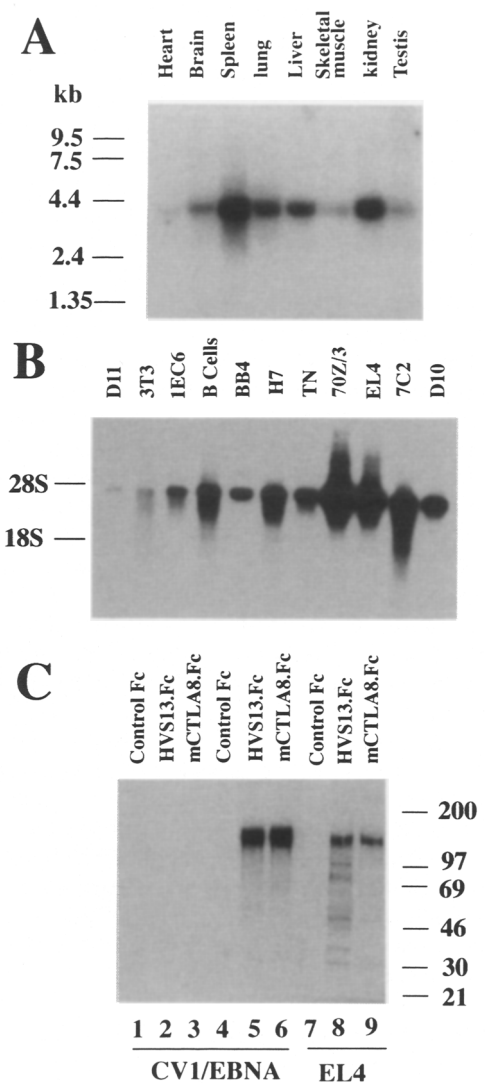 A
Heart Brain Spleen lung Liver Skeletal muscle kidney Testis
kb
9.5
7.5
4.4
2.4
1.35
B
D11 3T3 1EC6 B Cells BB4 H7 TN 70Z/3 EL4 7C2 D10
28S
18S
C
Control Fc HVS13.Fc mCTLA8.Fc Control Fc HVS13.Fc mCTLA8.Fc Control Fc HVS13.Fc mCTLA8.Fc
200
97
69
46
30
21
1 2 3 4 5 6 7 8 9
CV1/EBNA EL4